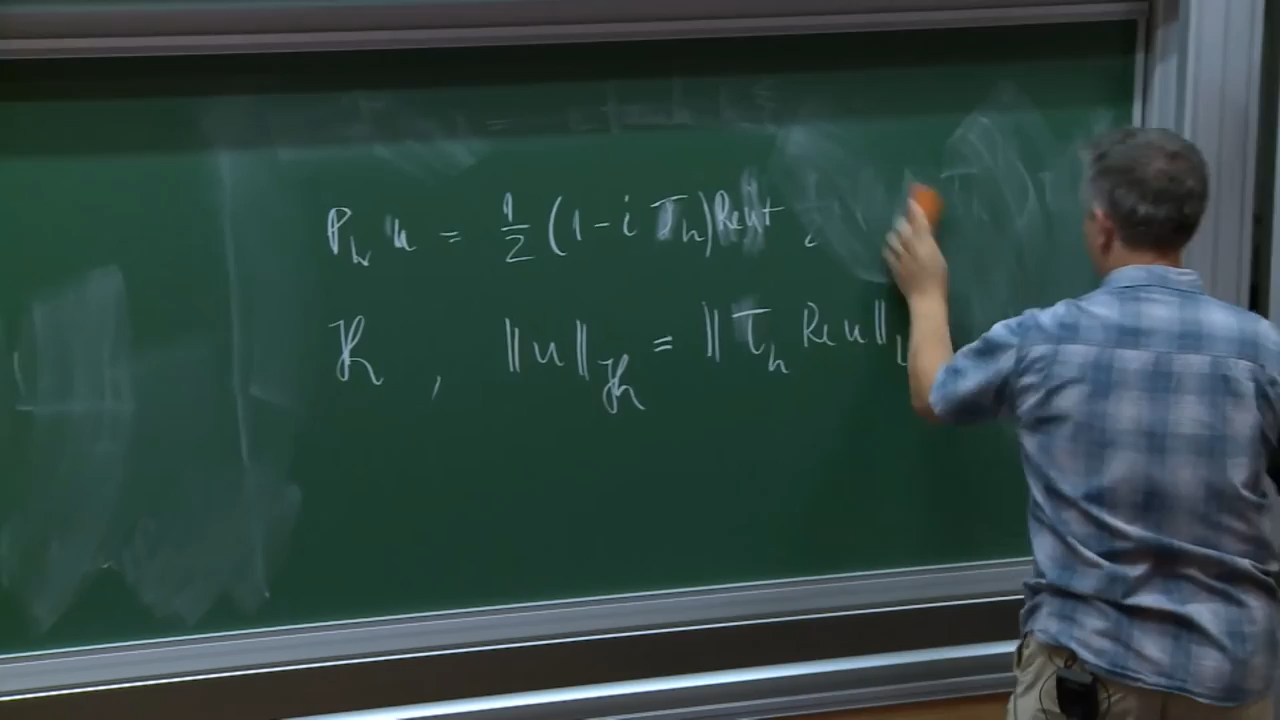 P_h u = 1/2 (1 - i T_h) Re u +
ℋ , ||u||_ℋ = || T_h Re u ||